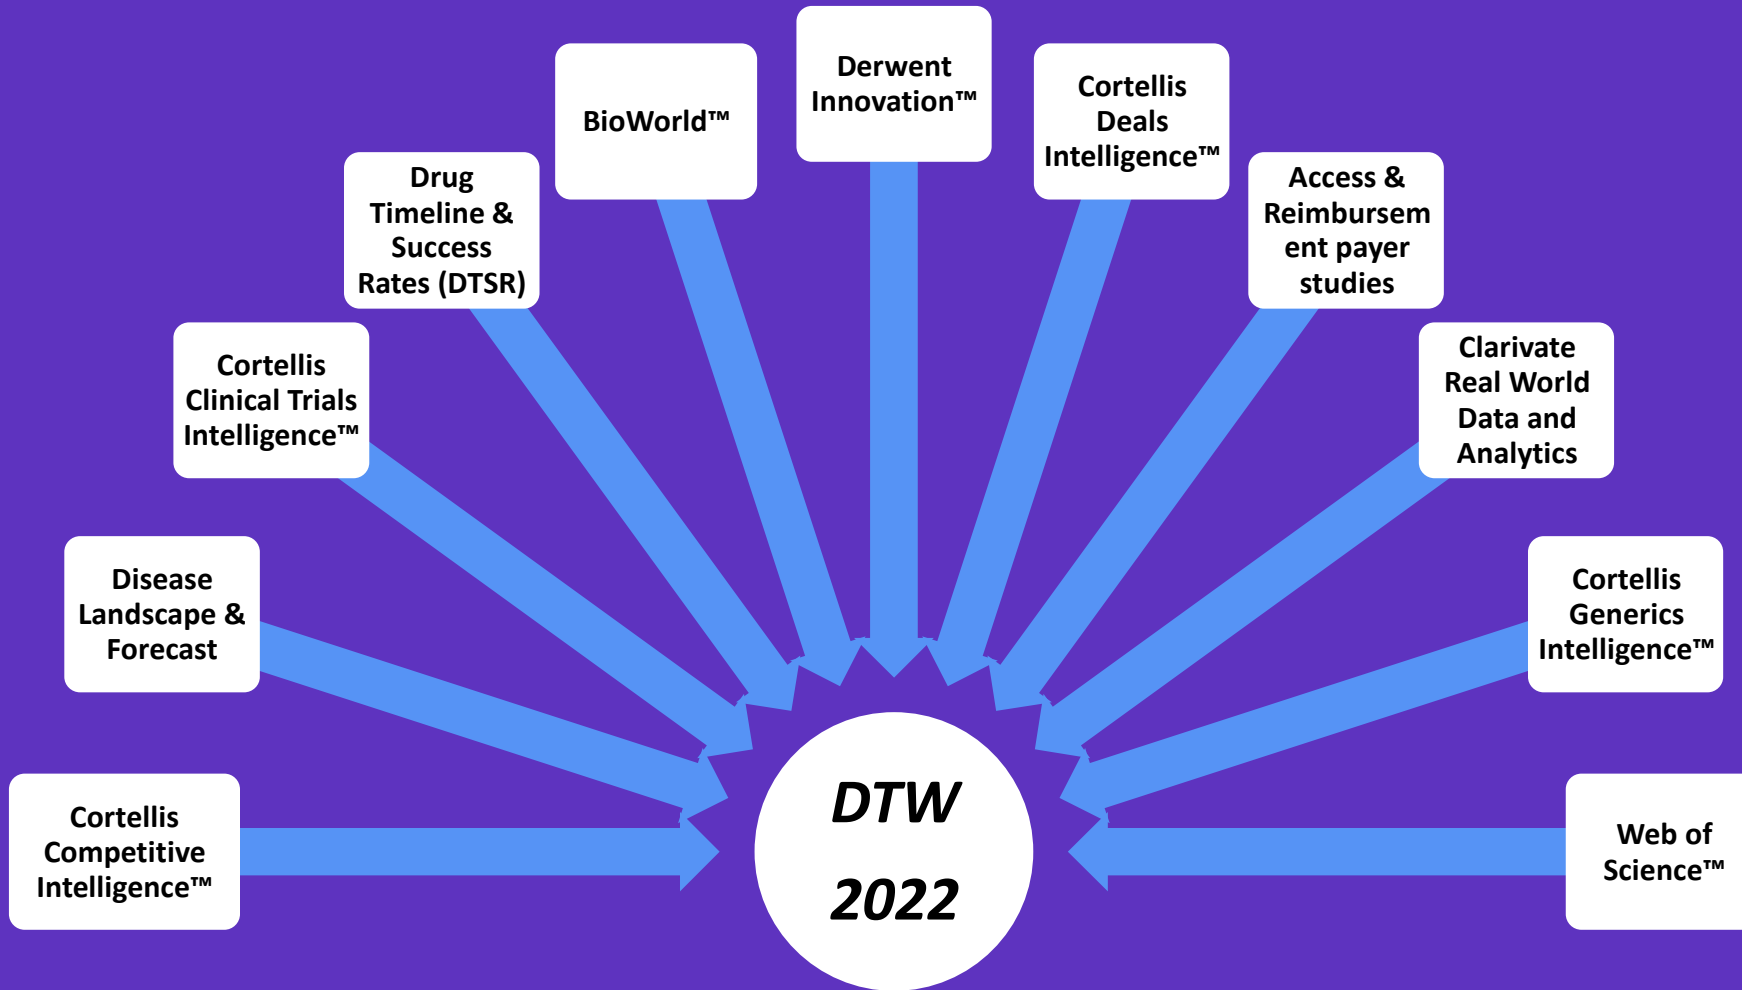 Derwent
Innovation™
BioWorld™
Cortellis
Deals
Intelligence™
Drug
Timeline &
Success
Rates (DTSR)
Access &
Reimbursem
ent payer
studies
Cortellis
Clinical Trials
Intelligence™
Clarivate
Real World
Data and
Analytics
Disease
Landscape &
Forecast
Cortellis
Generics
Intelligence™
Cortellis
Competitive
Intelligence™
DTW
2022
Web of
Science™